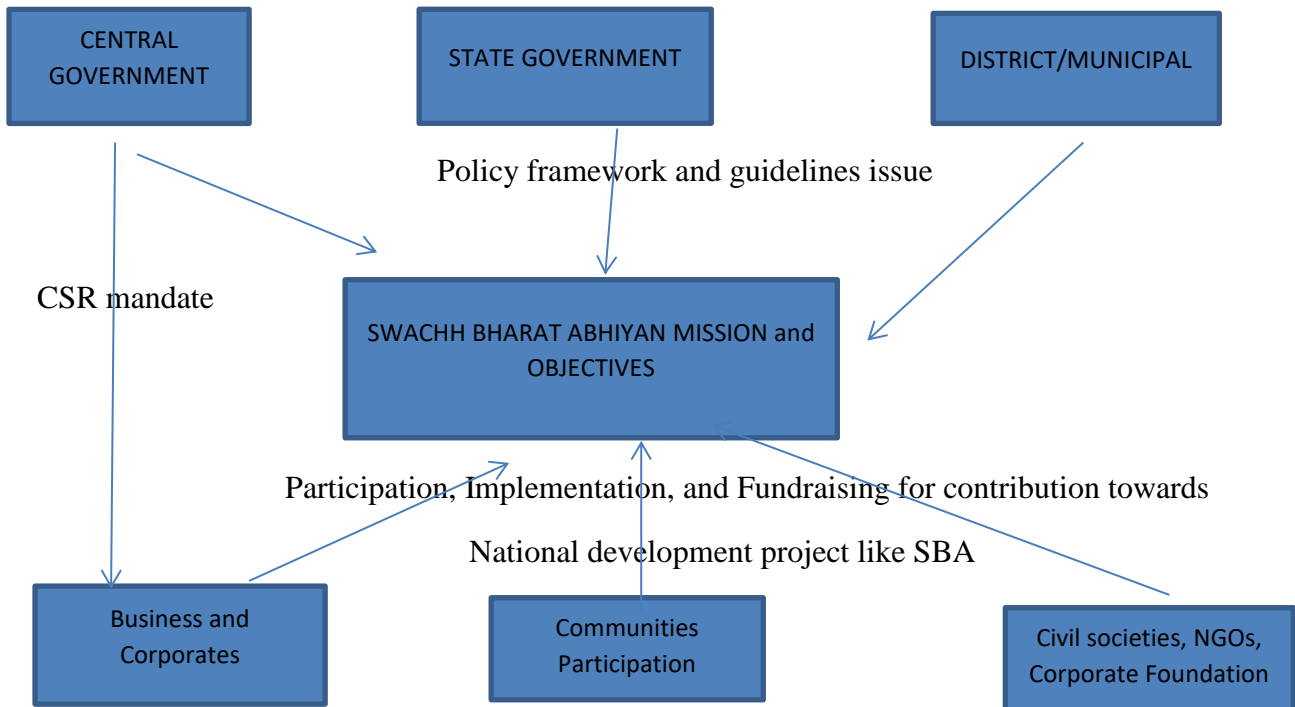 CENTRAL
GOVERNMENT
STATE GOVERNMENT
DISTRICT/MUNICIPAL
Policy framework and guidelines issue
CSR mandate
SWACHH BHARAT ABHIYAN MISSION and
OBJECTIVES
Participation, Implementation, and Fundraising for contribution towards
National development project like SBA
Business and
Corporates
Communities
Participation
Civil societies, NGOs,
Corporate Foundation